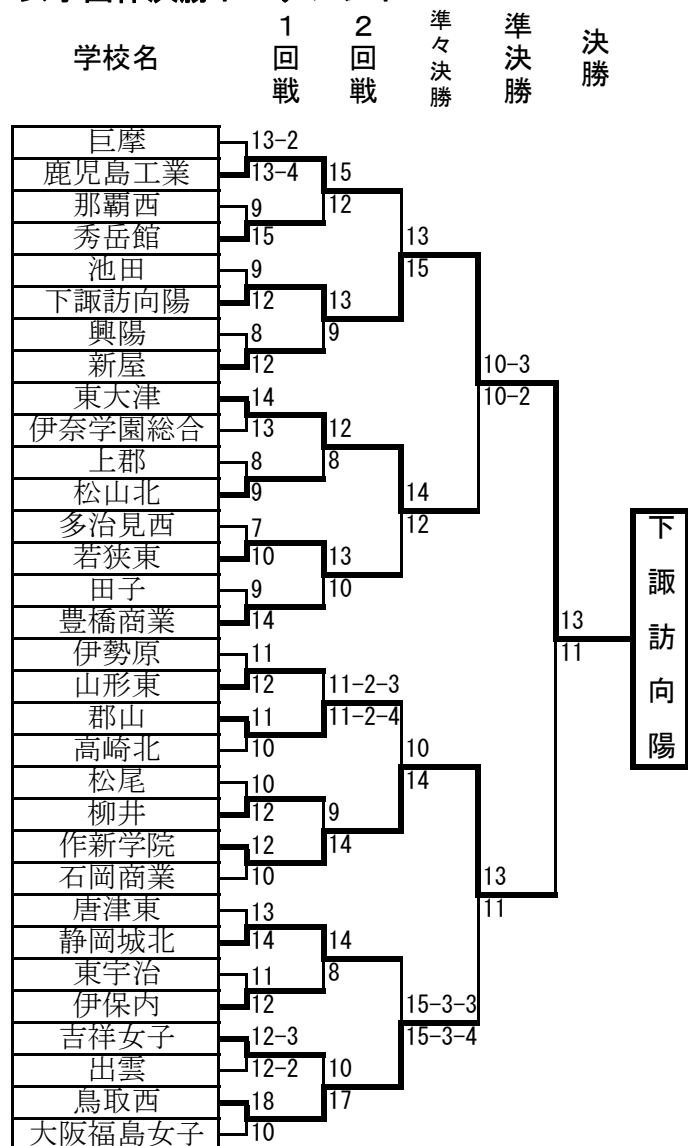 学校名
1回戦
2回戦
準々決勝
準決勝
決勝
巨摩
13-2
鹿児島工業
13-4
15
那覇西
9
12
秀岳館
15
13
池田
9
15
下諏訪向陽
12
13
興陽
8
9
新屋
12
10-3
東大津
14
10-2
伊奈学園総合
13
12
上郡
8
8
松山北
9
14
多治見西
7
12
若狭東
10
13
田子
9
10
豊橋商業
14
13
伊勢原
11
11
山形東
12
11-2-3
郡山
11
11-2-4
高崎北
10
10
松尾
10
14
柳井
12
9
作新学院
12
14
石岡商業
10
13
唐津東
13
11
静岡城北
14
14
東宇治
11
8
伊保内
12
15-3-3
吉祥女子
12-3
15-3-4
出雲
12-2
10
鳥取西
18
17
大阪福島女子
10
下諏訪向陽